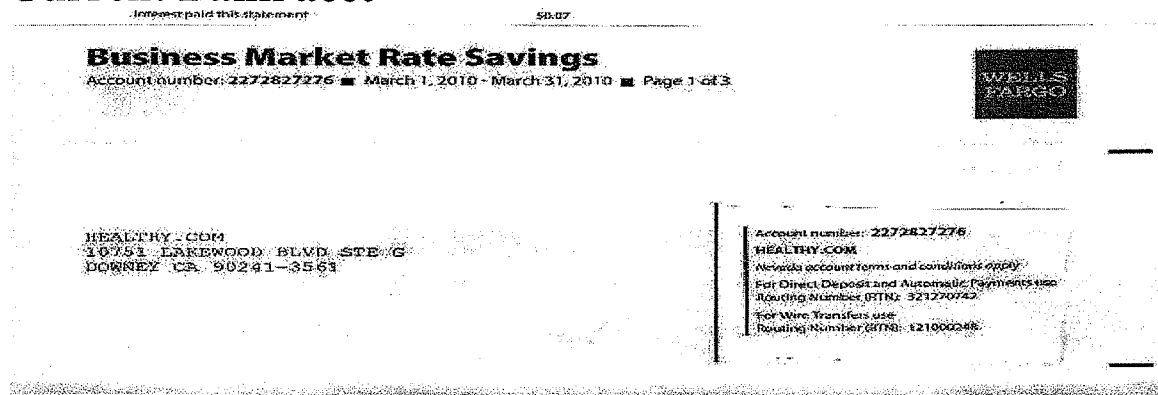 Interest paid this statement $0.07
Business Market Rate Savings
Account number: 2272827276 ■ March 1, 2010 - March 31, 2010 ■ Page 1 of 3
WELLS
FARGO
HEALTHY.COM
10751 LAKEWOOD BLVD STE G
DOWNEY CA 90241-3561
Account number: 2272827276
HEALTHY.COM
Nevada account terms and conditions apply
For Direct Deposit and Automatic Payments use
Routing Number (RTN): 321270742
For Wire Transfers use
Routing Number (RTN): 121000248